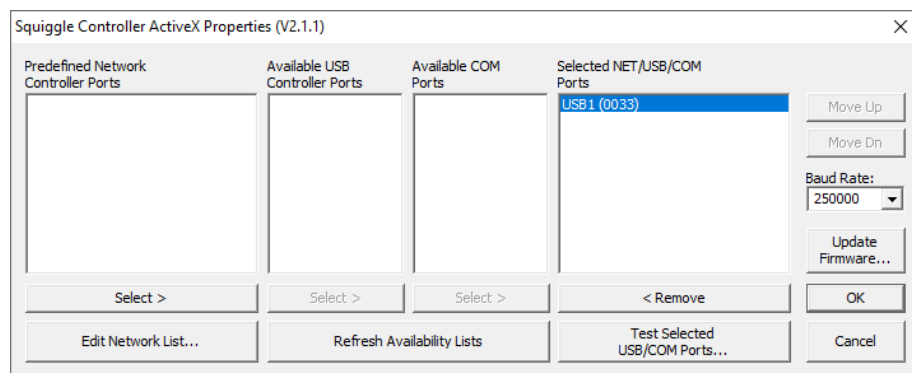 Squiggle Controller ActiveX Properties (V2.1.1)
Predefined Network
Controller Ports
Available USB
Controller Ports
Available COM
Ports
Selected NET/USB/COM
Ports
USB1 (0033)
Move Up
Move Dn
Baud Rate:
250000
Update
Firmware...
Select >
Select >
Select >
< Remove
OK
Edit Network List...
Refresh Availability Lists
Test Selected
USB/COM Ports...
Cancel